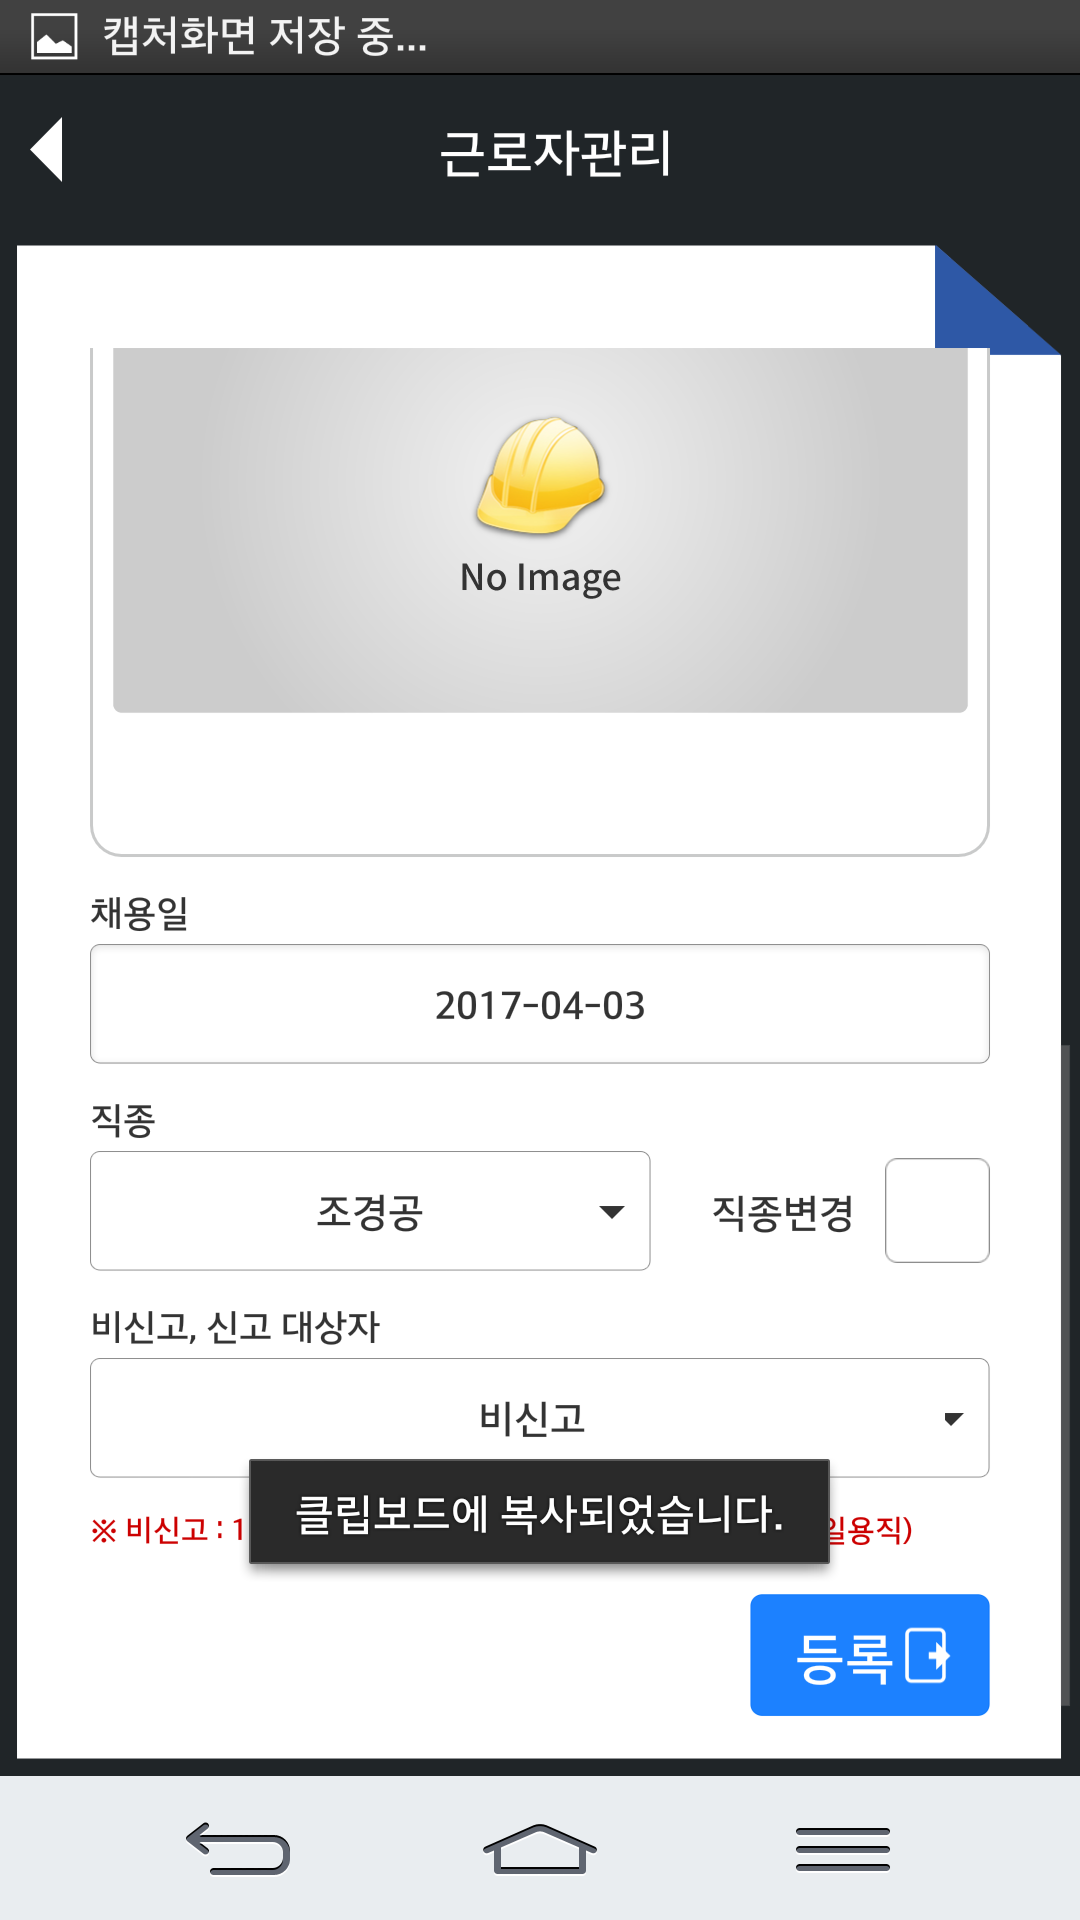 캡처화면 저장 중...
근로자관리
No Image
채용일
2017-04-03
직종
조경공
직종변경
비신고, 신고 대상자
비신고
클립보드에 복사되었습니다.
※ 비신고 : 1 일용직)
등록